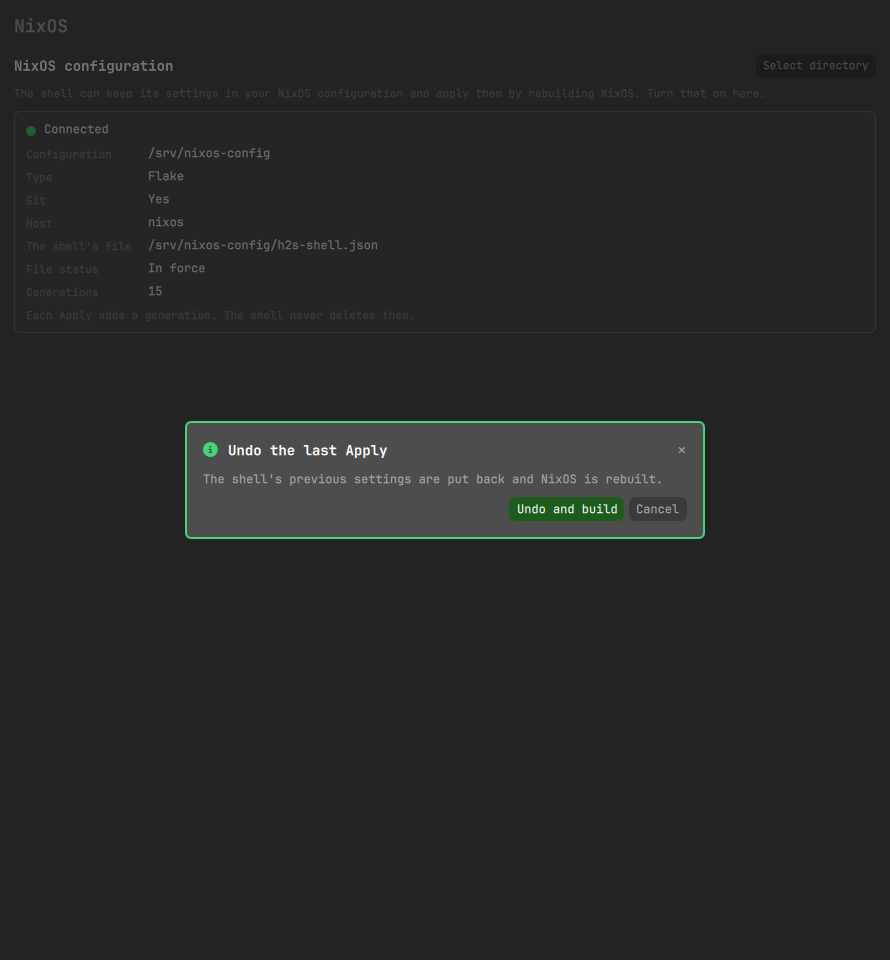 NixOS
NixOS configuration
Select directory
The shell can keep its settings in your NixOS configuration and apply them by rebuilding NixOS. Turn that on here.
Connected
Configuration /srv/nixos-config
Type Flake
Git Yes
Host nixos
The shell's file /srv/nixos-config/h2s-shell.json
File status In force
Generations 15
Each Apply adds a generation. The shell never deletes them.
Undo the last Apply
The shell's previous settings are put back and NixOS is rebuilt.
Undo and build Cancel